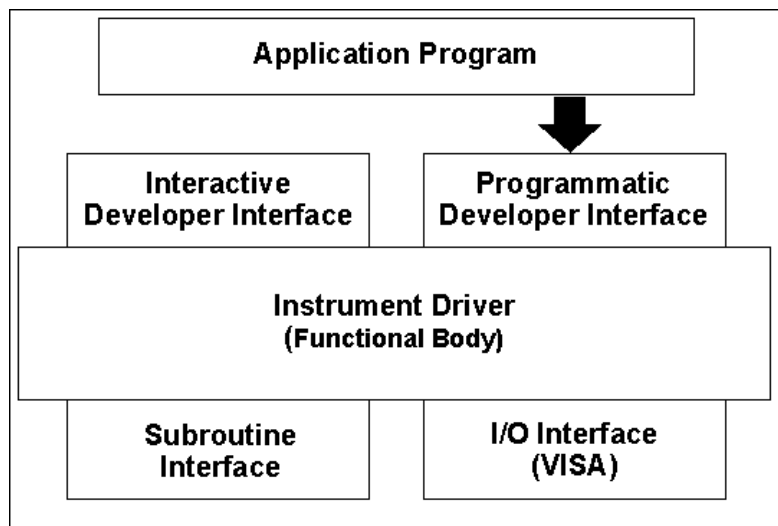 Application Program
Interactive
Developer Interface
Programmatic
Developer Interface
Instrument Driver
(Functional Body)
Subroutine
Interface
I/O Interface
(VISA)